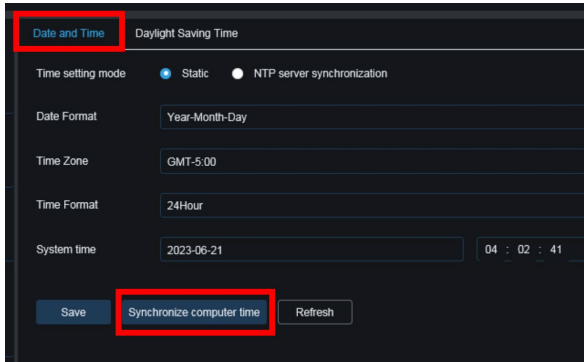 Date and Time Daylight Saving Time
Time setting mode Static NTP server synchronization
Date Format Year-Month-Day
Time Zone GMT-5:00
Time Format 24Hour
System time 2023-06-21 04 : 02 : 41
Save Synchronize computer time Refresh